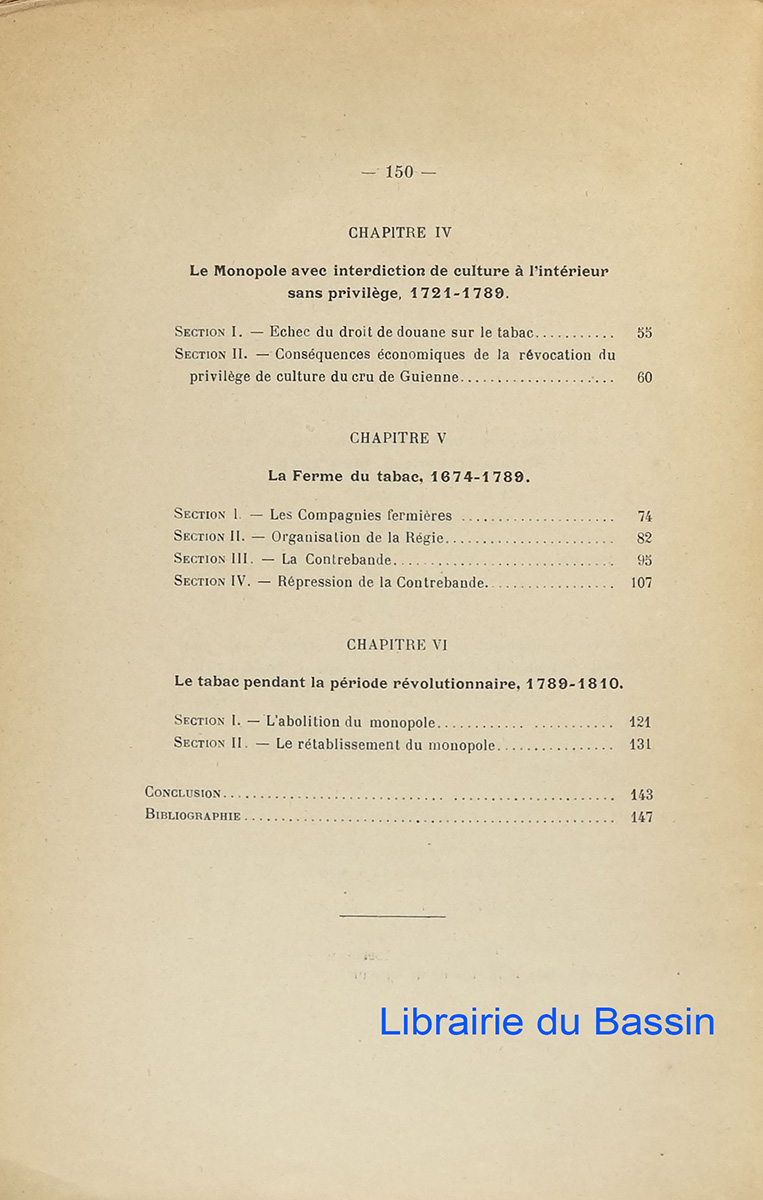 — 150 —
CHAPITRE IV
Le Monopole avec interdiction de culture à l'intérieur
sans privilège, 1721-1789.
SECTION I. — Echec du droit de douane sur le tabac........... 55
SECTION II. — Conséquences économiques de la révocation du
privilège de culture du cru de Guienne........................ 60
CHAPITRE V
La Ferme du tabac, 1674-1789.
SECTION I. — Les Compagnies fermières ...................... 74
SECTION II. — Organisation de la Régie........................ 82
SECTION III. — La Contrebande................................ 95
SECTION IV. — Répression de la Contrebande.................. 107
CHAPITRE VI
Le tabac pendant la période révolutionnaire, 1789-1810.
SECTION I. — L'abolition du monopole.......................... 121
SECTION II. — Le rétablissement du monopole................ 131
CONCLUSION.................................................... 143
BIBLIOGRAPHIE................................................. 147
Librairie du Bassin